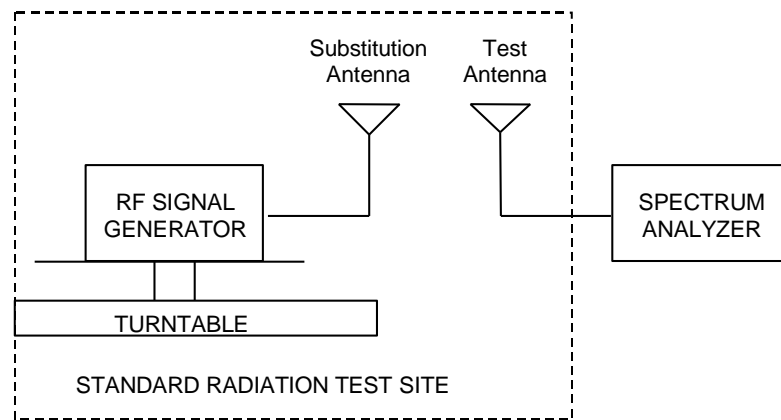 Substitution
Antenna
Test
Antenna
RF SIGNAL
GENERATOR
SPECTRUM
ANALYZER
TURNTABLE
STANDARD RADIATION TEST SITE